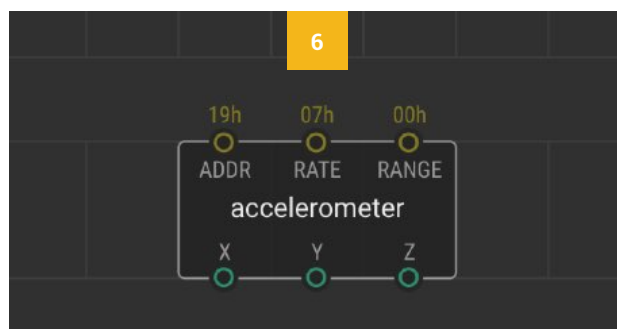 6
19h 07h 00h
ADDR RATE RANGE
accelerometer
X Y Z